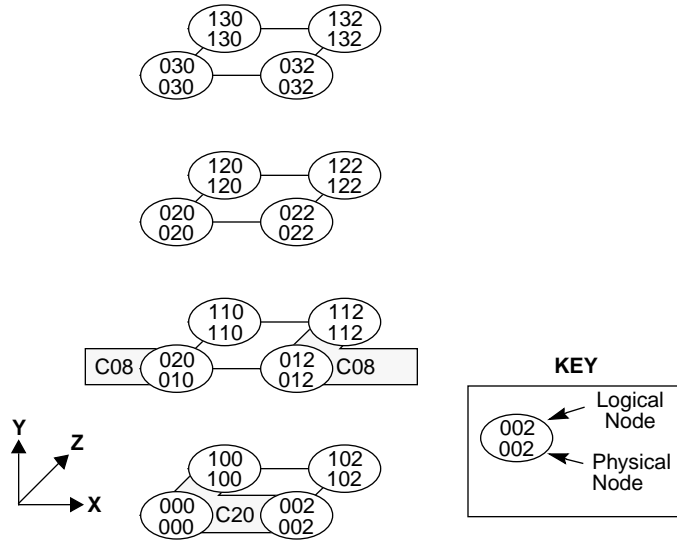 130 132
130 132
030 032
030 032
120 122
120 122
020 022
020 022
110 112
110 112
C08 020 012 C08
010 012
KEY
Logical
Node
002
002
Physical
Node
Y
Z
X
100 102
100 102
000 002
000 C20 002